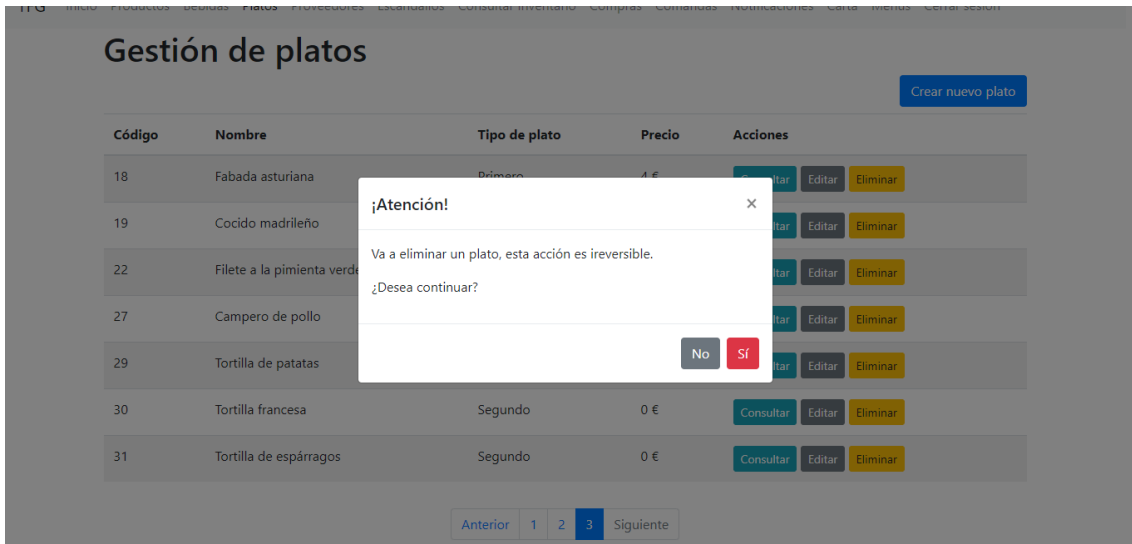 TFG Inicio Productos Bebidas Platos Proveedores Escandallos Consultar inventario Compras Comandas Notificaciones Carta Menús Cerrar sesión
Gestión de platos
Crear nuevo plato
Código Nombre Tipo de plato Precio Acciones
18 Fabada asturiana Primero 4 € Consultar Editar Eliminar
19 Cocido madrileño Editar Eliminar
22 Filete a la pimienta verde Editar Eliminar
27 Campero de pollo Editar Eliminar
29 Tortilla de patatas Editar Eliminar
30 Tortilla francesa Segundo 0 € Consultar Editar Eliminar
31 Tortilla de espárragos Segundo 0 € Consultar Editar Eliminar
¡Atención! ×
Va a eliminar un plato, esta acción es ireversible.
¿Desea continuar?
No Sí
Anterior 1 2 3 Siguiente